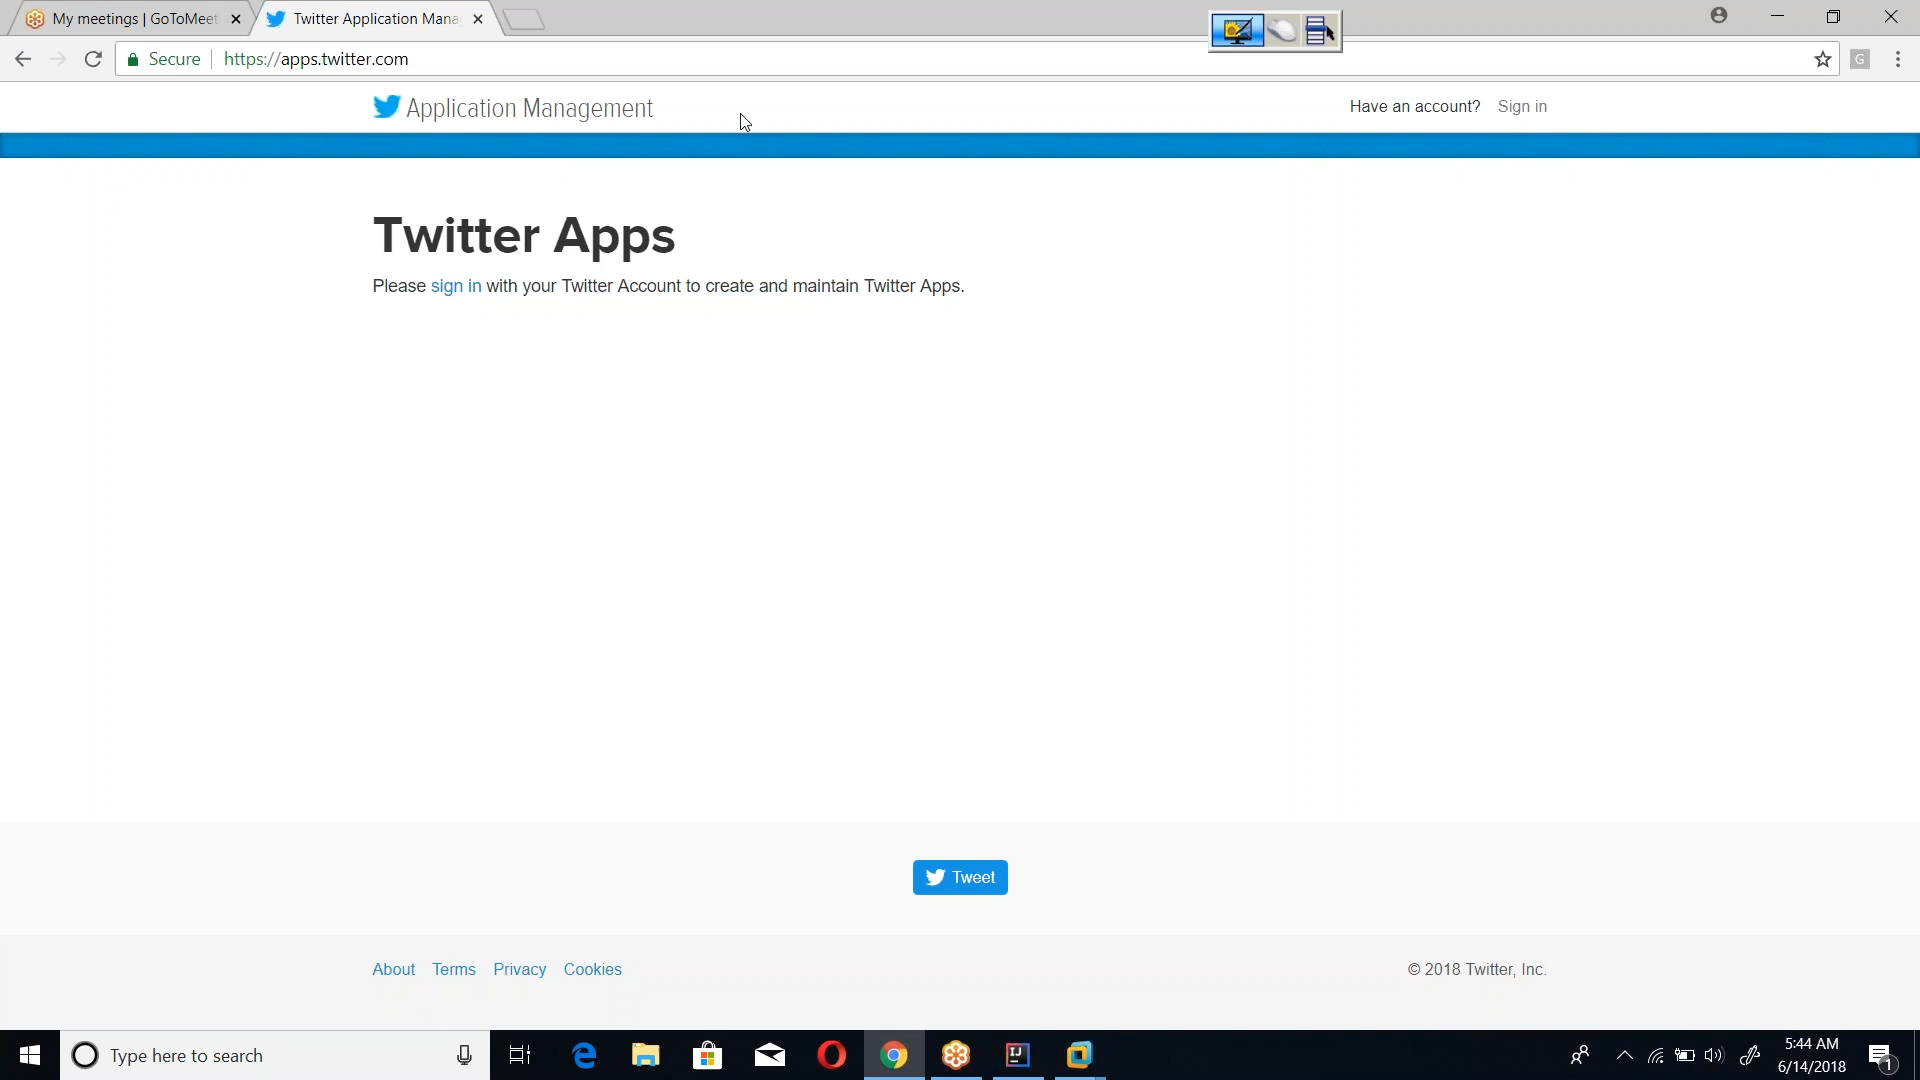 My meetings | GoToMeet
Twitter Application Mana
Secure
https://apps.twitter.com
G
Application Management
Have an account? Sign in
Twitter Apps
Please sign in with your Twitter Account to create and maintain Twitter Apps.
Tweet
About Terms Privacy Cookies
© 2018 Twitter, Inc.
Type here to search
IJ
5:44 AM
6/14/2018
1